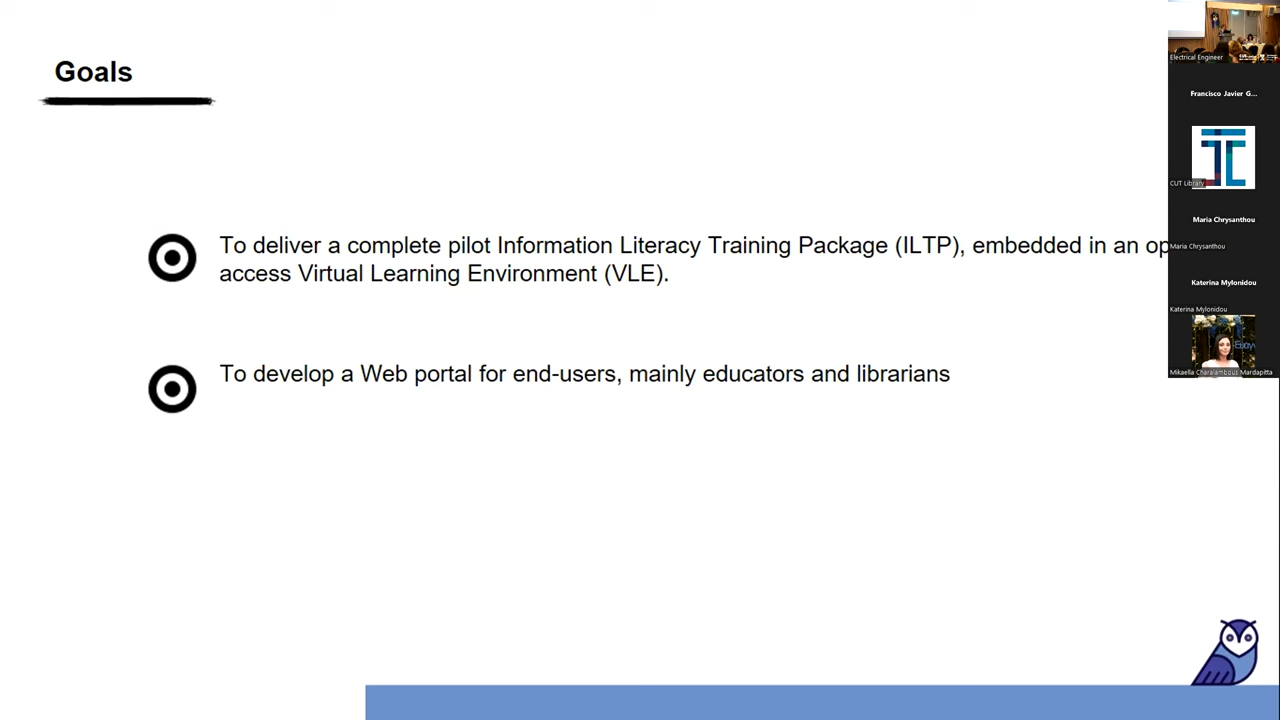 Goals
To deliver a complete pilot Information Literacy Training Package (ILTP), embedded in an op
access Virtual Learning Environment (VLE).
To develop a Web portal for end-users, mainly educators and librarians
Electrical Engineer
Francisco Javier G...
CUT Library
Maria Chrysanthou
Maria Chrysanthou
Katerina Mylonidou
Katerina Mylonidou
Mikaella Charalambous Mardapitta